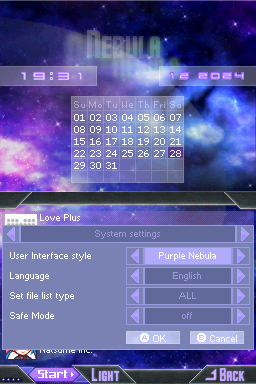 NEBULA
19:31
12 2024
Su Mo Tu We Th Fr Sa
01 02 03 04 05 06 07
08 09 10 11 12 13 14
15 16 17 18 19 20 21
22 23 24 25 26 27 28
29 30 31
Love Plus
System settings
User Interface style Purple Nebula
Language English
Set file list type ALL
Safe Mode off
A OK B Cancel
Natsume Inc.
Start LIGHT BACK